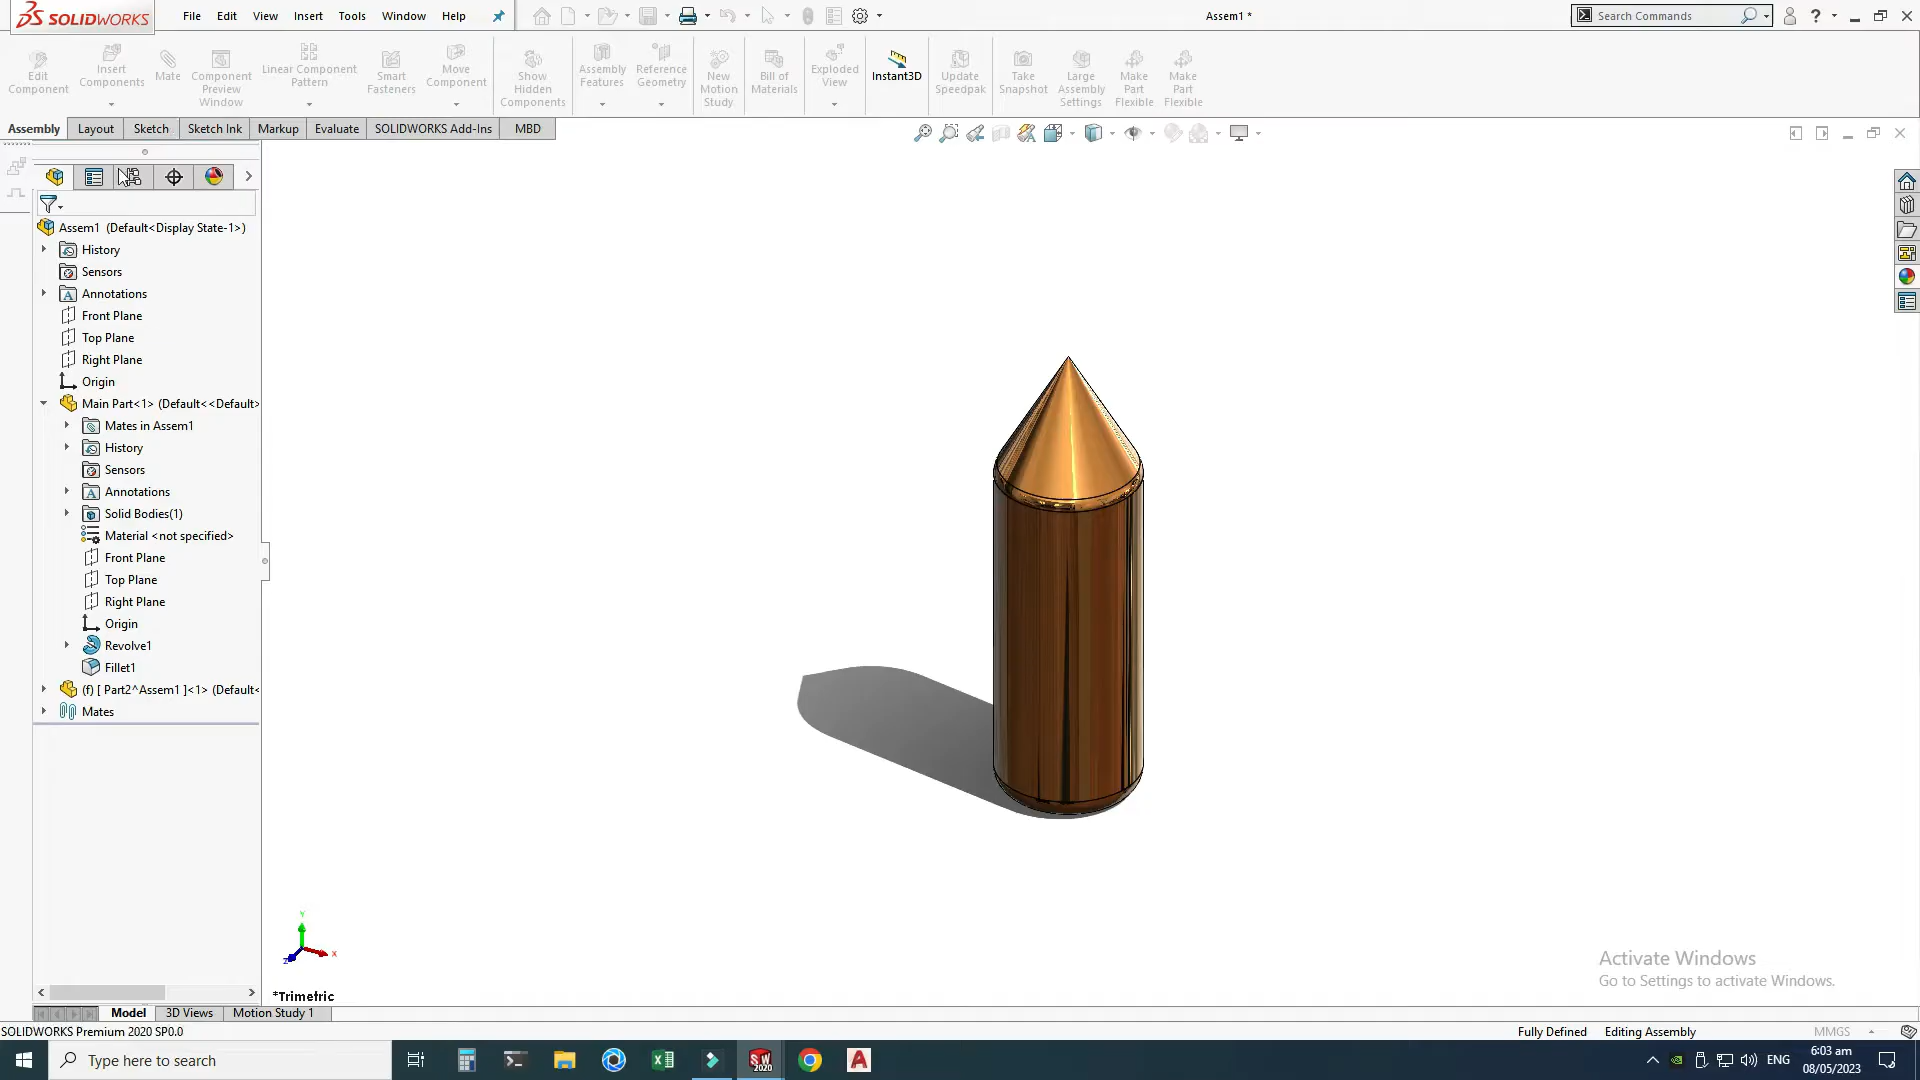 SOLIDWORKS File Edit View Insert Tools Window Help Assem1 * Search Commands ?
Edit Component
Insert Components
Mate
Component Preview Window
Linear Component Pattern
Smart Fasteners
Move Component
Show Hidden Components
Assembly Features
Reference Geometry
New Motion Study
Bill of Materials
Exploded View
Instant3D
Update Speedpak
Take Snapshot
Large Assembly Settings
Make Part Flexible
Make Part Flexible
Assembly Layout Sketch Sketch Ink Markup Evaluate SOLIDWORKS Add-Ins MBD
Assem1 (Default<Display State-1>)
History
Sensors
Annotations
Front Plane
Top Plane
Right Plane
Origin
Main Part<1> (Default<<Default>
Mates in Assem1
History
Sensors
Annotations
Solid Bodies(1)
Material <not specified>
Front Plane
Top Plane
Right Plane
Origin
Revolve1
Fillet1
(f) [ Part2^Assem1 ]<1> (Default<
Mates
Y
X
Z
*Trimetric
Activate Windows
Go to Settings to activate Windows.
Model 3D Views Motion Study 1
SOLIDWORKS Premium 2020 SP0.0 Fully Defined Editing Assembly MMGS
Type here to search SW 2020 A ENG 6:03 am
08/05/2023